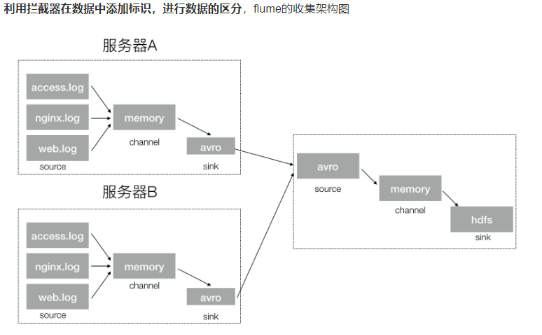 利用拦截器在数据中添加标识，进行数据的区分，flume的收集架构图
服务器A
access.log
nginx.log
web.log
source
memory
channel
avro
sink
服务器B
access.log
nginx.log
web.log
source
memory
channel
avro
sink
avro
source
memory
channel
hdfs
sink